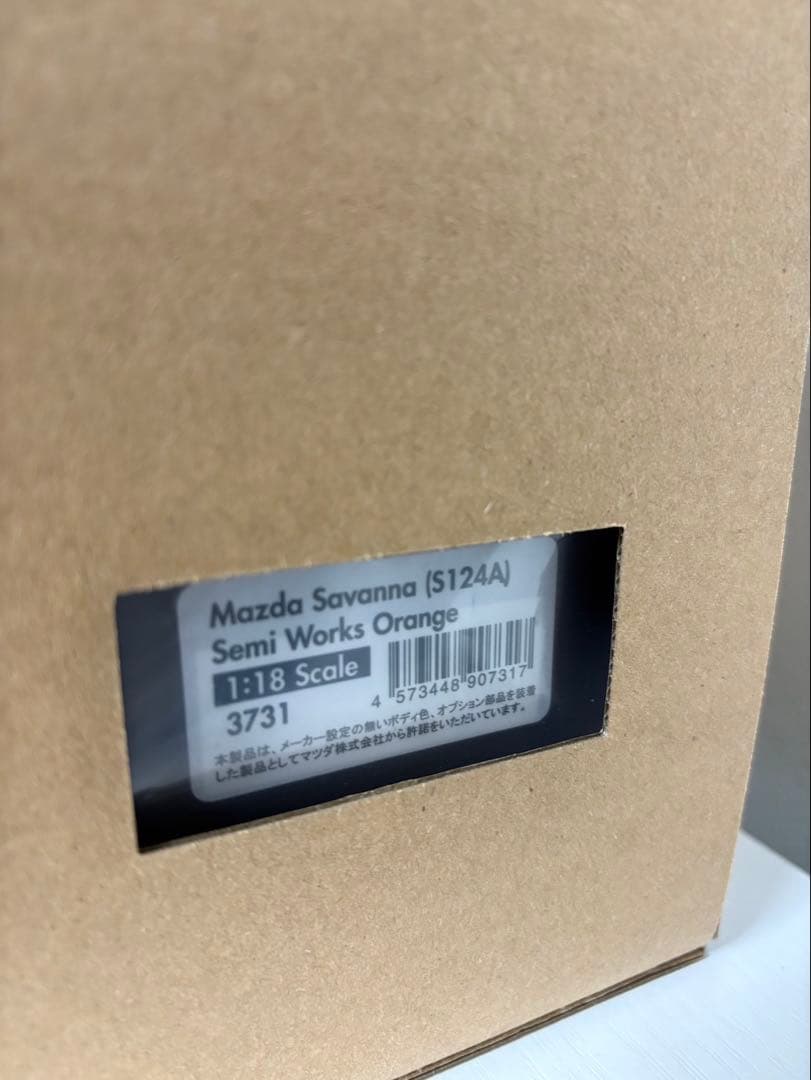 Mazda Savanna (S124A)
Semi Works Orange
1:18 Scale
3731
4 573448 907317
本製品は、メーカー設定の無いボディ色、オプション部品を装着
した製品としてマツダ株式会社から許諾をいただいています。